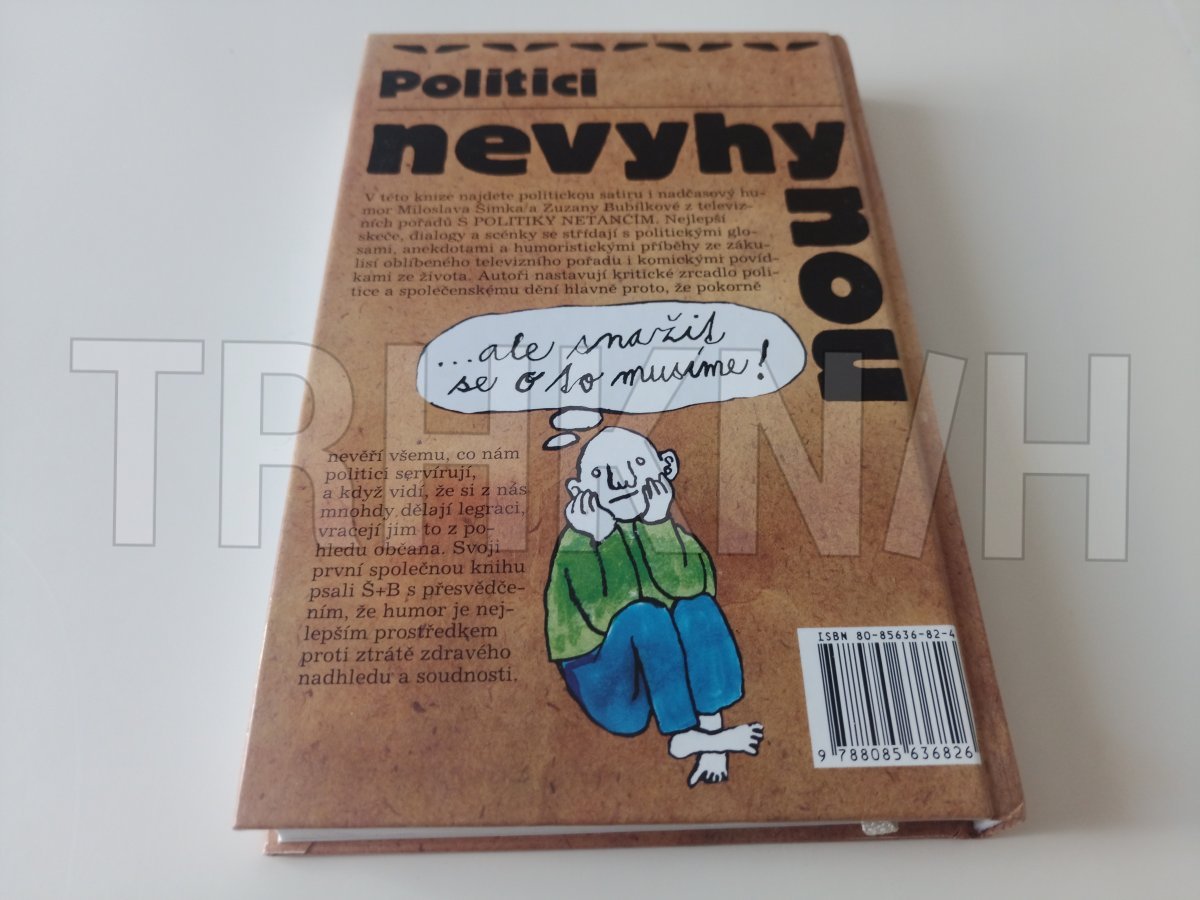 Politici
nevyhy
nou
V této knize najdete politickou satiru i nadčasový hu-
mor Miloslava Šimka a Zuzany Bubílkové z televiz-
ních pořadů S POLITIKY NETANČÍM. Nejlepší
skeče, dialogy a scénky se střídají s politickými glo-
sami, anekdotami a humoristickými příběhy ze záku-
lisí oblíbeného televizního pořadu i komickými povíd-
kami ze života. Autoři nastavují kritické zrcadlo poli-
tice a společenskému dění hlavně proto, že pokorně
...ale snažit
se o to musíme!
nevěří všemu, co nám
politici servírují,
a když vidí, že si z nás
mnohdy dělají legraci,
vracejí jim to z po-
hledu občana. Svoji
první společnou knihu
psali Š+B s přesvědče-
ním, že humor je nej-
lepším prostředkem
proti ztrátě zdravého
nadhledu a soudnosti.
ISBN 80-85636-82-4
9 788085 636826
TRHKNIH